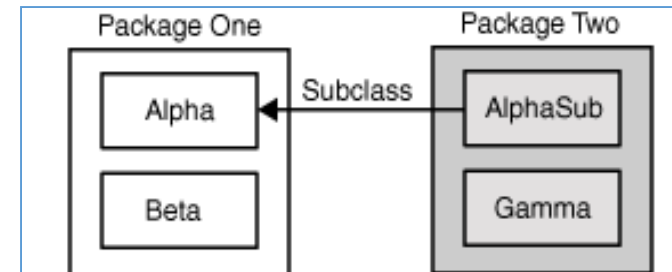 Package One
Package Two
Alpha
Subclass
AlphaSub
Beta
Gamma